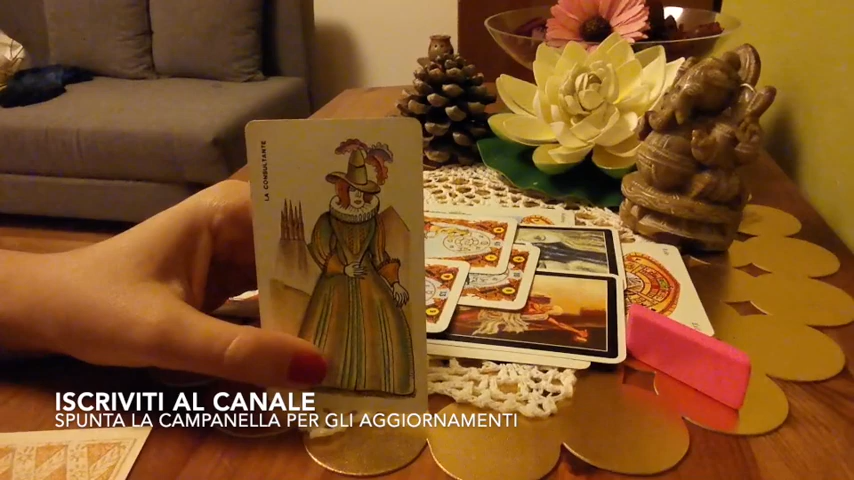 LA CONSULTANTE
ISCRIVITI AL CANALE
SPUNTA LA CAMPANELLA PER GLI AGGIORNAMENTI